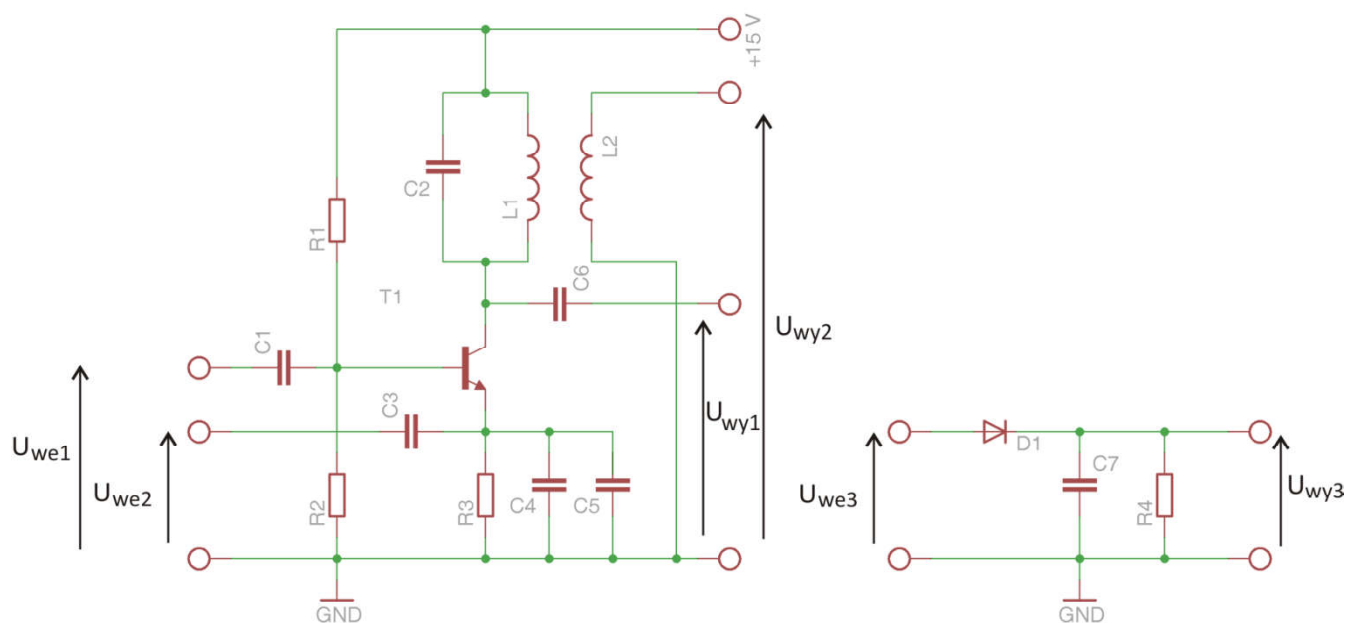 +15 V
L2
C2
L1
R1
C6
T1
Uwy2
C1
C3
Uwy1
D1
Uwe1
Uwe2
C7
R2
R3
C4
C5
Uwe3
R4
Uwy3
GND
GND